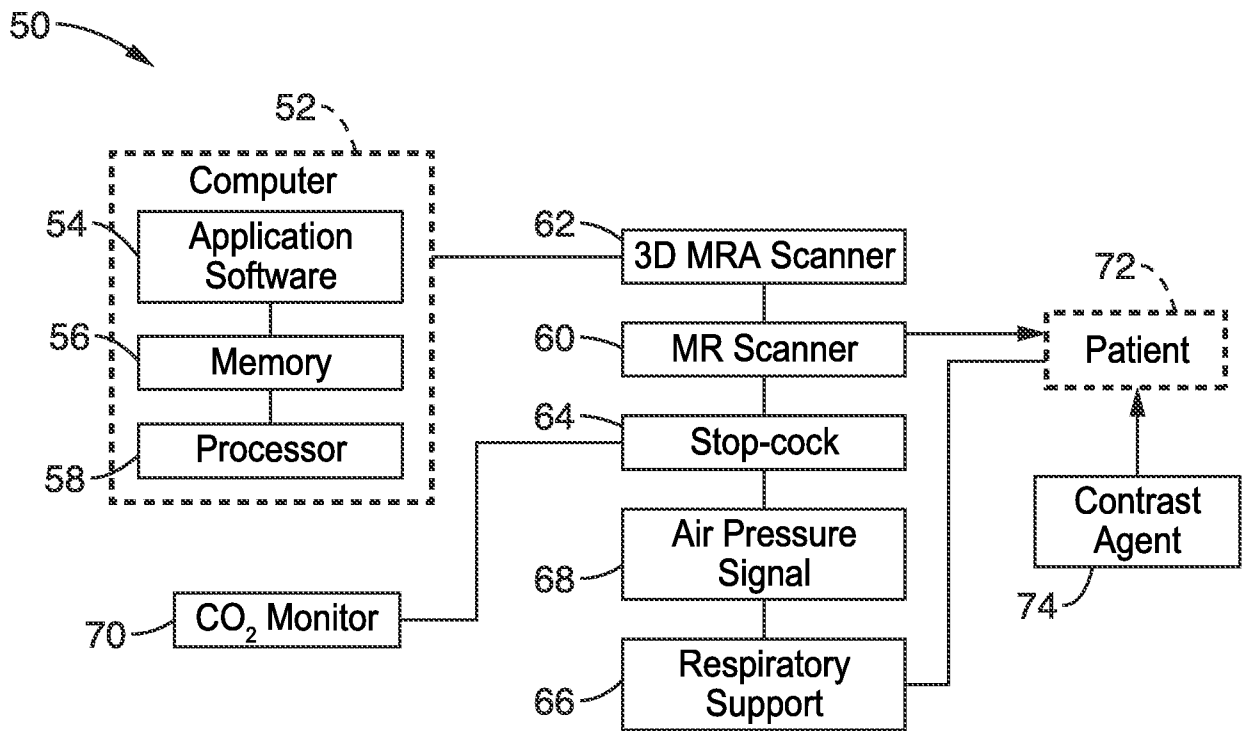 50
52
Computer
54
Application
Software
56
Memory
58
Processor
62
3D MRA Scanner
60
MR Scanner
64
Stop-cock
68
Air Pressure
Signal
70
CO₂ Monitor
66
Respiratory
Support
72
Patient
Contrast
Agent
74